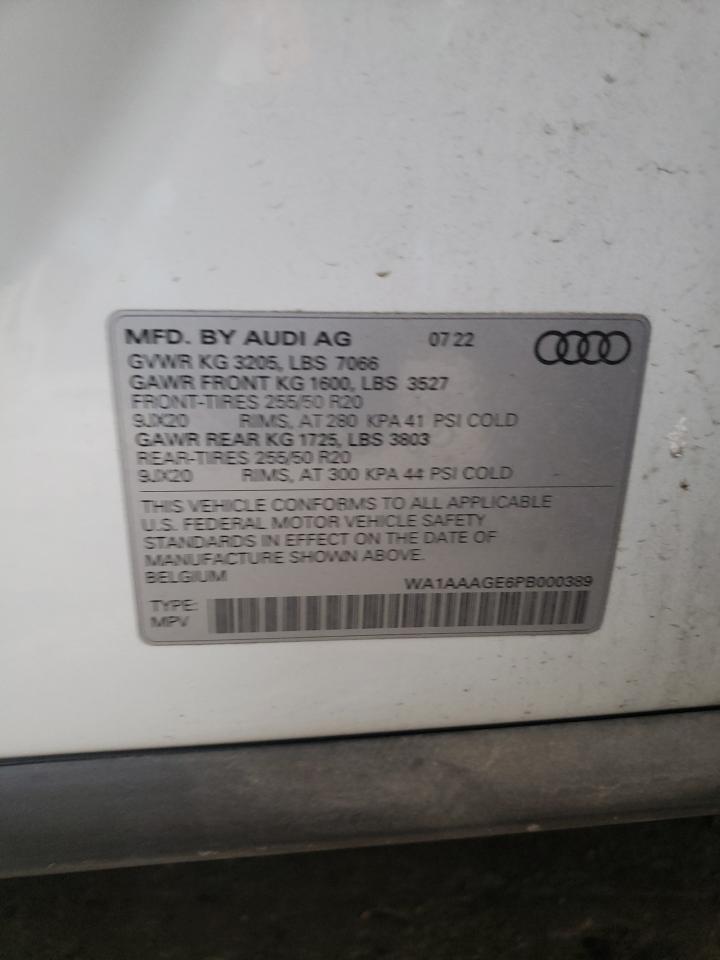 MFD. BY AUDI AG 07 22
GVWR KG 3205, LBS 7066
GAWR FRONT KG 1600, LBS 3527
FRONT-TIRES 255/50 R20
9JX20 RIMS, AT 280 KPA 41 PSI COLD
GAWR REAR KG 1725, LBS 3803
REAR-TIRES 255/50 R20
9JX20 RIMS, AT 300 KPA 44 PSI COLD
THIS VEHICLE CONFORMS TO ALL APPLICABLE
U.S. FEDERAL MOTOR VEHICLE SAFETY
STANDARDS IN EFFECT ON THE DATE OF
MANUFACTURE SHOWN ABOVE.
BELGIUM WA1AAAGE6PB000389
TYPE:
MPV